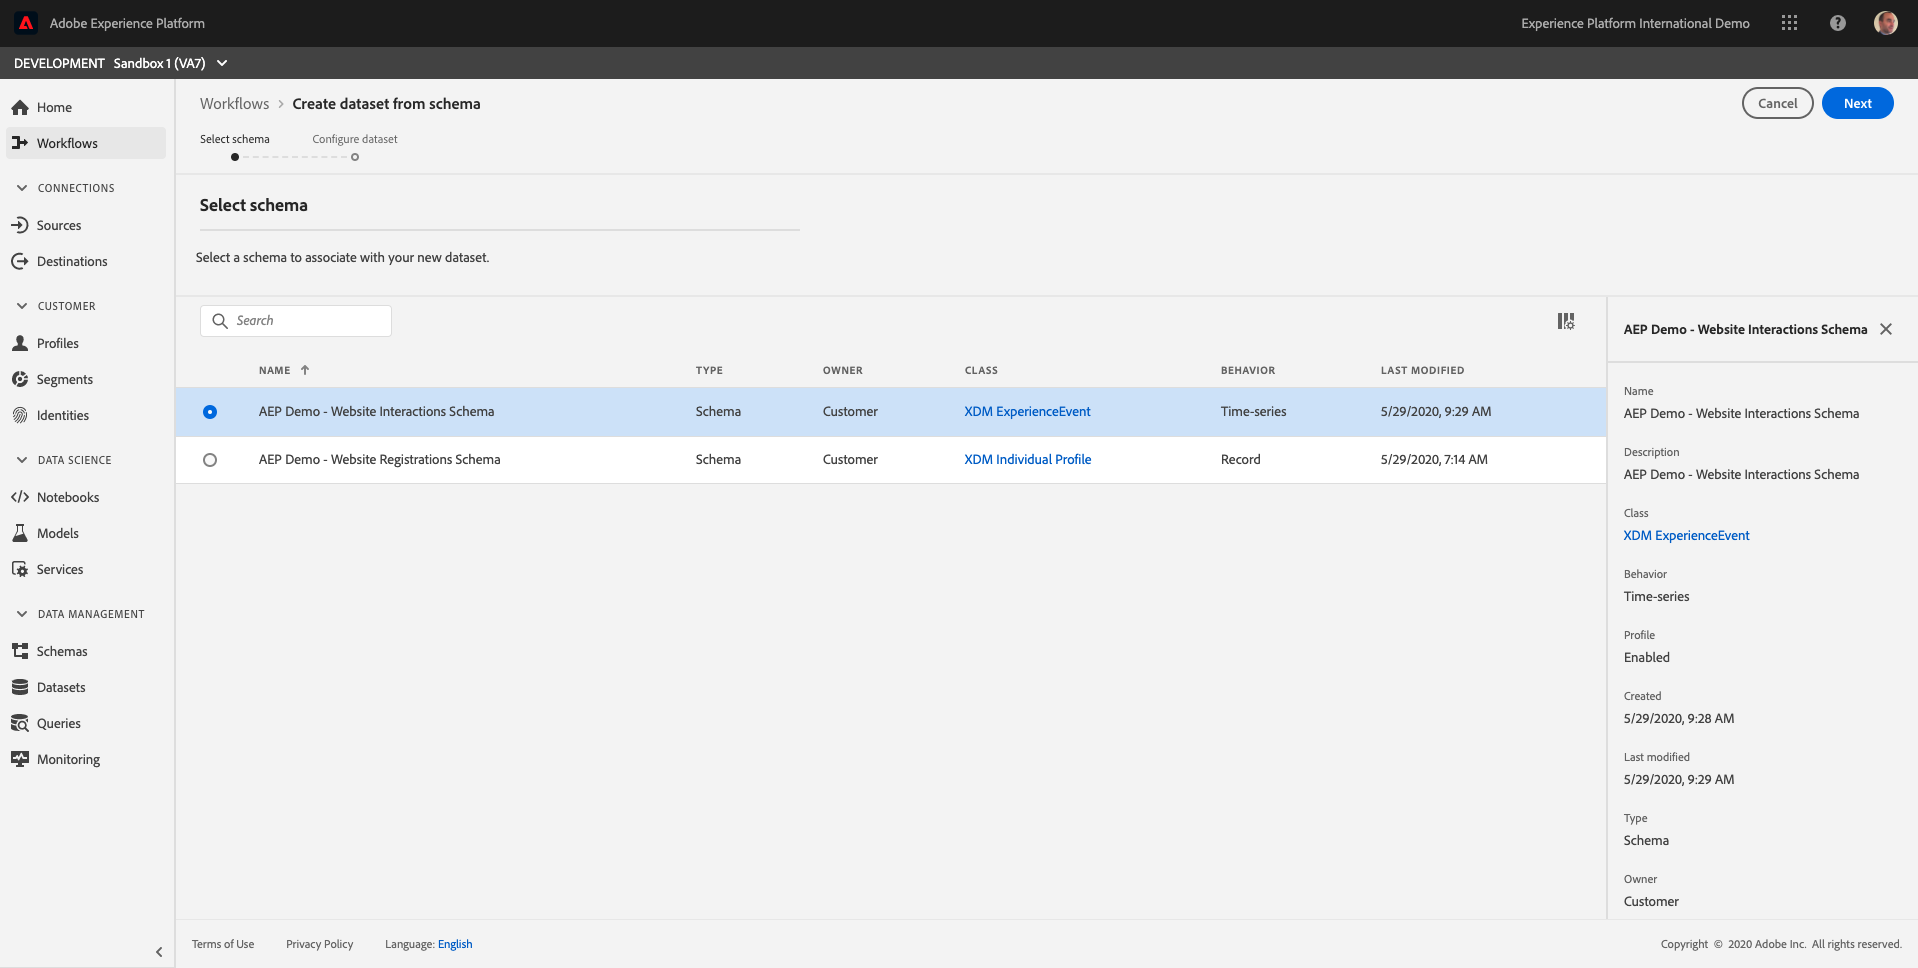 Adobe Experience Platform
Experience Platform International Demo
DEVELOPMENT Sandbox 1 (VA7)
Home
Workflows
CONNECTIONS
Sources
Destinations
CUSTOMER
Profiles
Segments
Identities
DATA SCIENCE
Notebooks
Models
Services
DATA MANAGEMENT
Schemas
Datasets
Queries
Monitoring
Workflows > Create dataset from schema
Cancel Next
Select schema Configure dataset
Select schema
Select a schema to associate with your new dataset.
Search
NAME TYPE OWNER CLASS BEHAVIOR LAST MODIFIED
AEP Demo - Website Interactions Schema Schema Customer XDM ExperienceEvent Time-series 5/29/2020, 9:29 AM
AEP Demo - Website Registrations Schema Schema Customer XDM Individual Profile Record 5/29/2020, 7:14 AM
AEP Demo - Website Interactions Schema
Name
AEP Demo - Website Interactions Schema
Description
AEP Demo - Website Interactions Schema
Class
XDM ExperienceEvent
Behavior
Time-series
Profile
Enabled
Created
5/29/2020, 9:28 AM
Last modified
5/29/2020, 9:29 AM
Type
Schema
Owner
Customer
Terms of Use Privacy Policy Language: English
Copyright © 2020 Adobe Inc. All rights reserved.